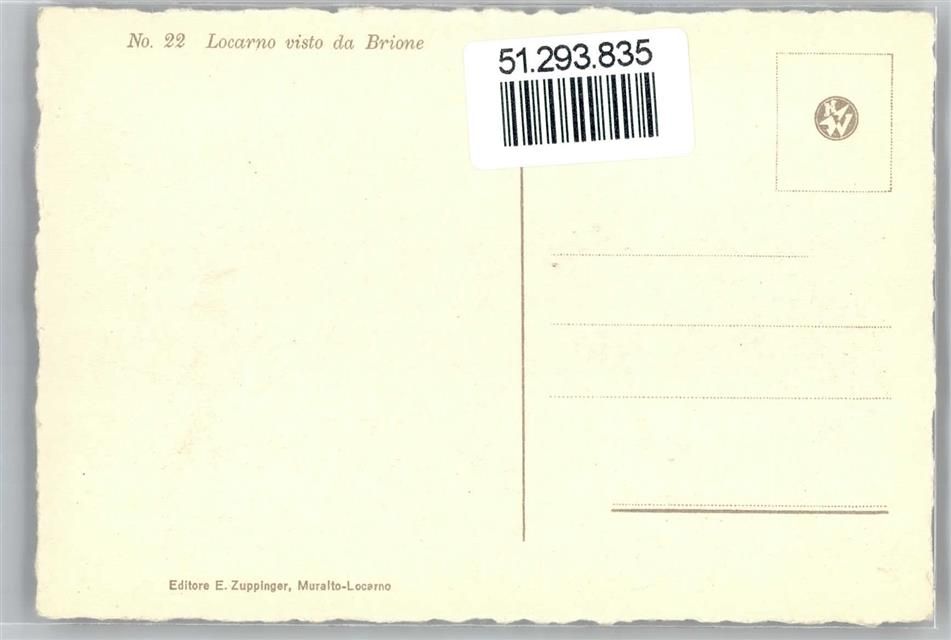 No. 22 Locarno visto da Brione
51.293.835
Editore E. Zuppinger, Muralto-Locarno